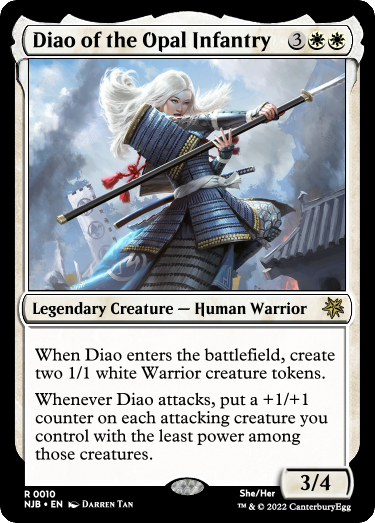 Diao of the Opal Infantry 3
Legendary Creature — Human Warrior
When Diao enters the battlefield, create
two 1/1 white Warrior creature tokens.
Whenever Diao attacks, put a +1/+1
counter on each attacking creature you
control with the least power among
those creatures.
3/4
R 0010
NJB • EN DARREN TAN
She/Her
™ & © 2022 CanterburyEgg